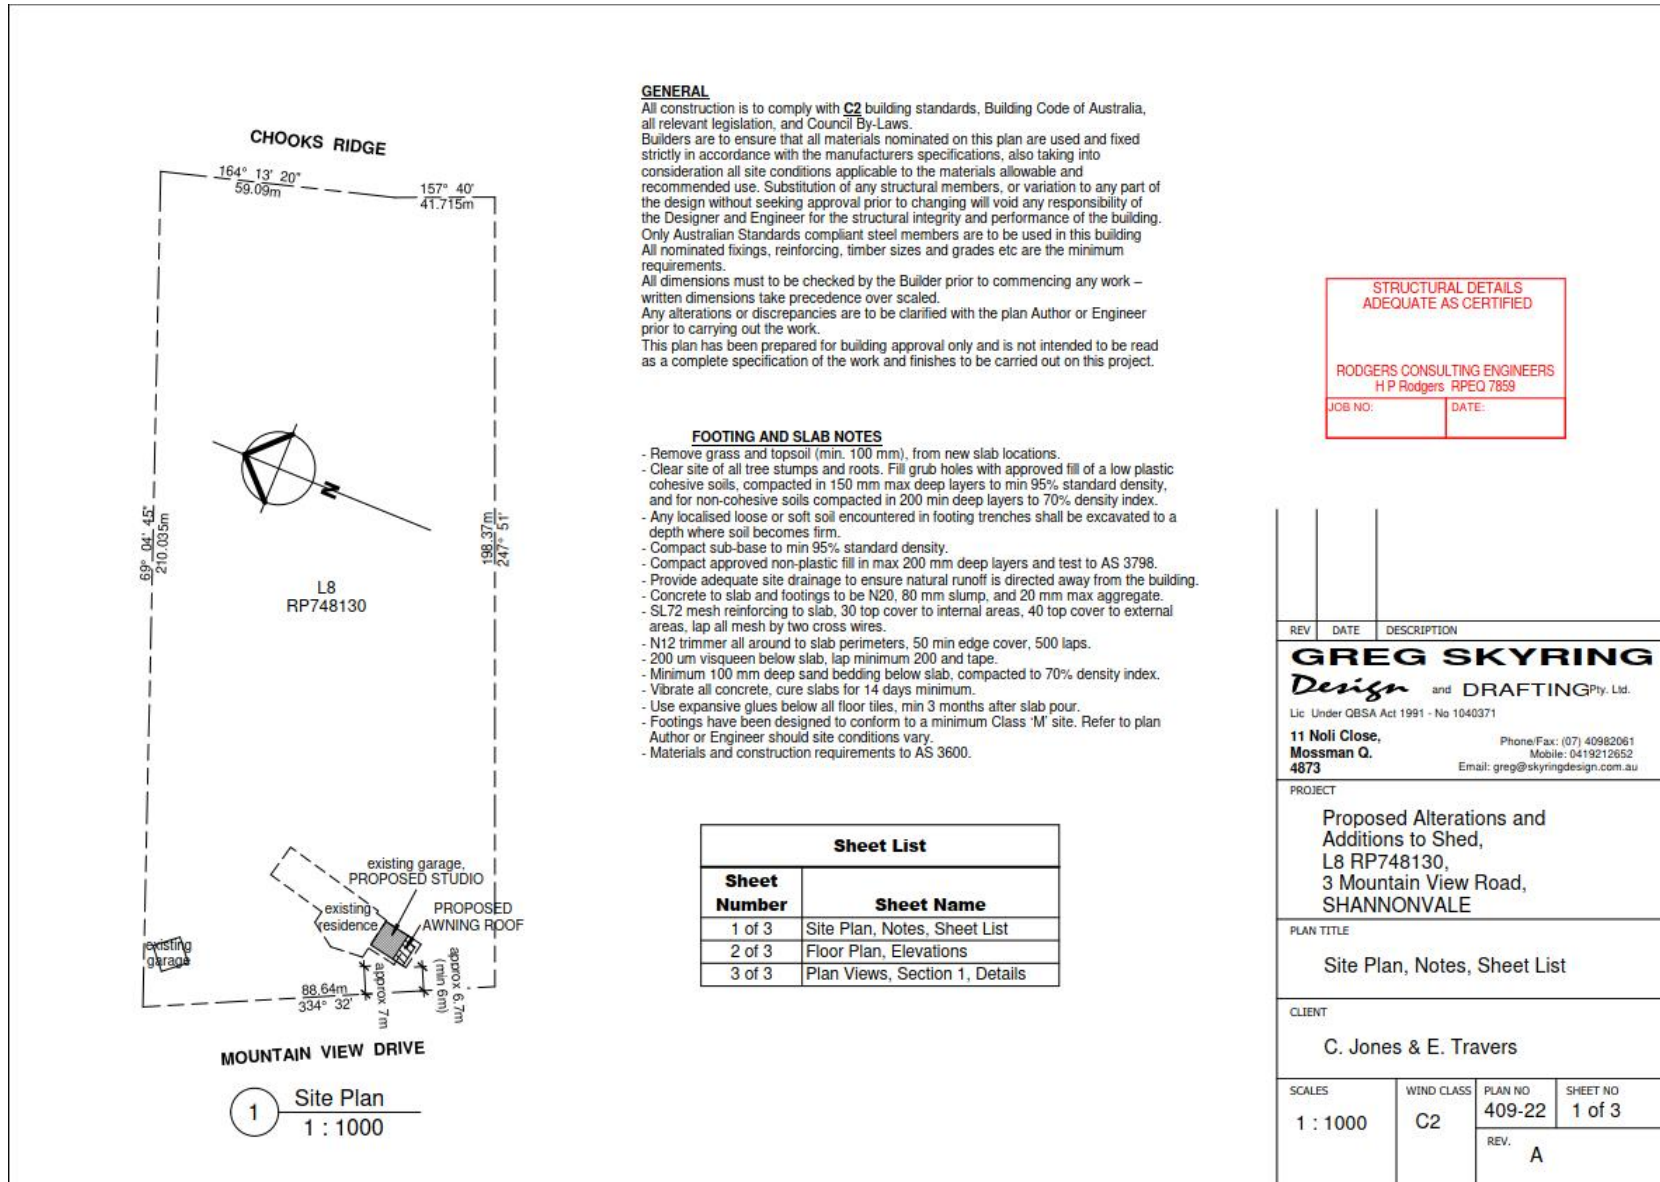 CHOOKS RIDGE
164° 13' 20"
59.09m
157° 40'
41.715m
69° 04' 45"
210.035m
198.37m
247° 51'
N
L8
RP748130
existing garage,
PROPOSED STUDIO
existing
residence
PROPOSED
AWNING ROOF
existing
garage
88.64m
334° 32'
approx 7m
approx 6.7m
(min 6m)
MOUNTAIN VIEW DRIVE
1
Site Plan
1 : 1000
GENERAL
All construction is to comply with C2 building standards, Building Code of Australia,
all relevant legislation, and Council By-Laws.
Builders are to ensure that all materials nominated on this plan are used and fixed
strictly in accordance with the manufacturers specifications, also taking into
consideration all site conditions applicable to the materials allowable and
recommended use. Substitution of any structural members, or variation to any part of
the design without seeking approval prior to changing will void any responsibility of
the Designer and Engineer for the structural integrity and performance of the building.
Only Australian Standards compliant steel members are to be used in this building
All nominated fixings, reinforcing, timber sizes and grades etc are the minimum
requirements.
All dimensions must to be checked by the Builder prior to commencing any work –
written dimensions take precedence over scaled.
Any alterations or discrepancies are to be clarified with the plan Author or Engineer
prior to carrying out the work.
This plan has been prepared for building approval only and is not intended to be read
as a complete specification of the work and finishes to be carried out on this project.
FOOTING AND SLAB NOTES
- Remove grass and topsoil (min. 100 mm), from new slab locations.
- Clear site of all tree stumps and roots. Fill grub holes with approved fill of a low plastic
cohesive soils, compacted in 150 mm max deep layers to min 95% standard density,
and for non-cohesive soils compacted in 200 min deep layers to 70% density index.
- Any localised loose or soft soil encountered in footing trenches shall be excavated to a
depth where soil becomes firm.
- Compact sub-base to min 95% standard density.
- Compact approved non-plastic fill in max 200 mm deep layers and test to AS 3798.
- Provide adequate site drainage to ensure natural runoff is directed away from the building.
- Concrete to slab and footings to be N20, 80 mm slump, and 20 mm max aggregate.
- SL72 mesh reinforcing to slab, 30 top cover to internal areas, 40 top cover to external
areas, lap all mesh by two cross wires.
- N12 trimmer all around to slab perimeters, 50 min edge cover, 500 laps.
- 200 um visqueen below slab, lap minimum 200 and tape.
- Minimum 100 mm deep sand bedding below slab, compacted to 70% density index.
- Vibrate all concrete, cure slabs for 14 days minimum.
- Use expansive glues below all floor tiles, min 3 months after slab pour.
- Footings have been designed to conform to a minimum Class 'M' site. Refer to plan
Author or Engineer should site conditions vary.
- Materials and construction requirements to AS 3600.
Sheet List
Sheet Number Sheet Name
1 of 3 Site Plan, Notes, Sheet List
2 of 3 Floor Plan, Elevations
3 of 3 Plan Views, Section 1, Details
STRUCTURAL DETAILS
ADEQUATE AS CERTIFIED
RODGERS CONSULTING ENGINEERS
H P Rodgers RPEQ 7859
JOB NO: DATE:
REV DATE DESCRIPTION
GREG SKYRING
Design and DRAFTING Pty. Ltd.
Lic Under QBSA Act 1991 - No 1040371
11 Noli Close,
Mossman Q.
4873
Phone/Fax: (07) 40982061
Mobile: 0419212652
Email: greg@skyringdesign.com.au
PROJECT
Proposed Alterations and
Additions to Shed,
L8 RP748130,
3 Mountain View Road,
SHANNONVALE
PLAN TITLE
Site Plan, Notes, Sheet List
CLIENT
C. Jones & E. Travers
SCALES
1 : 1000
WIND CLASS
C2
PLAN NO
409-22
SHEET NO
1 of 3
REV.
A